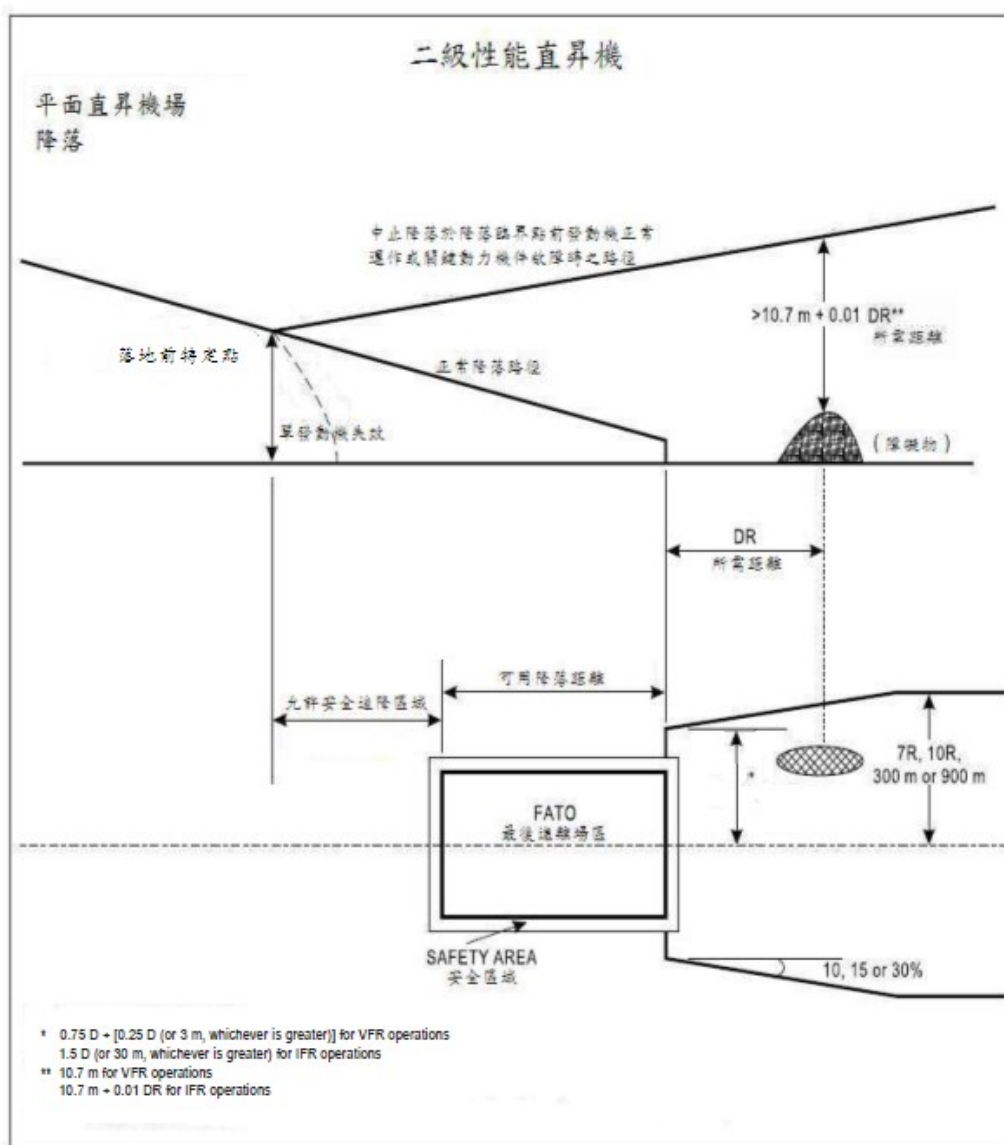 二級性能直昇機
平面直昇機場
降落
中止降落於降落臨界點前發動機正常
運作或關鍵動力機件故障時之路徑
>10.7 m + 0.01 DR**
所需距離
落地前特定點
正常降落路徑
單發動機失效
(障礙物)
DR
所需距離
可用降落距離
允許安全迫降區域
7R, 10R,
300 m or 900 m
*
FATO
最後進離場區
SAFETY AREA
安全區域
10, 15 or 30%
* 0.75 D + [0.25 D (or 3 m, whichever is greater)] for VFR operations
1.5 D (or 30 m, whichever is greater) for IFR operations
** 10.7 m for VFR operations
10.7 m + 0.01 DR for IFR operations